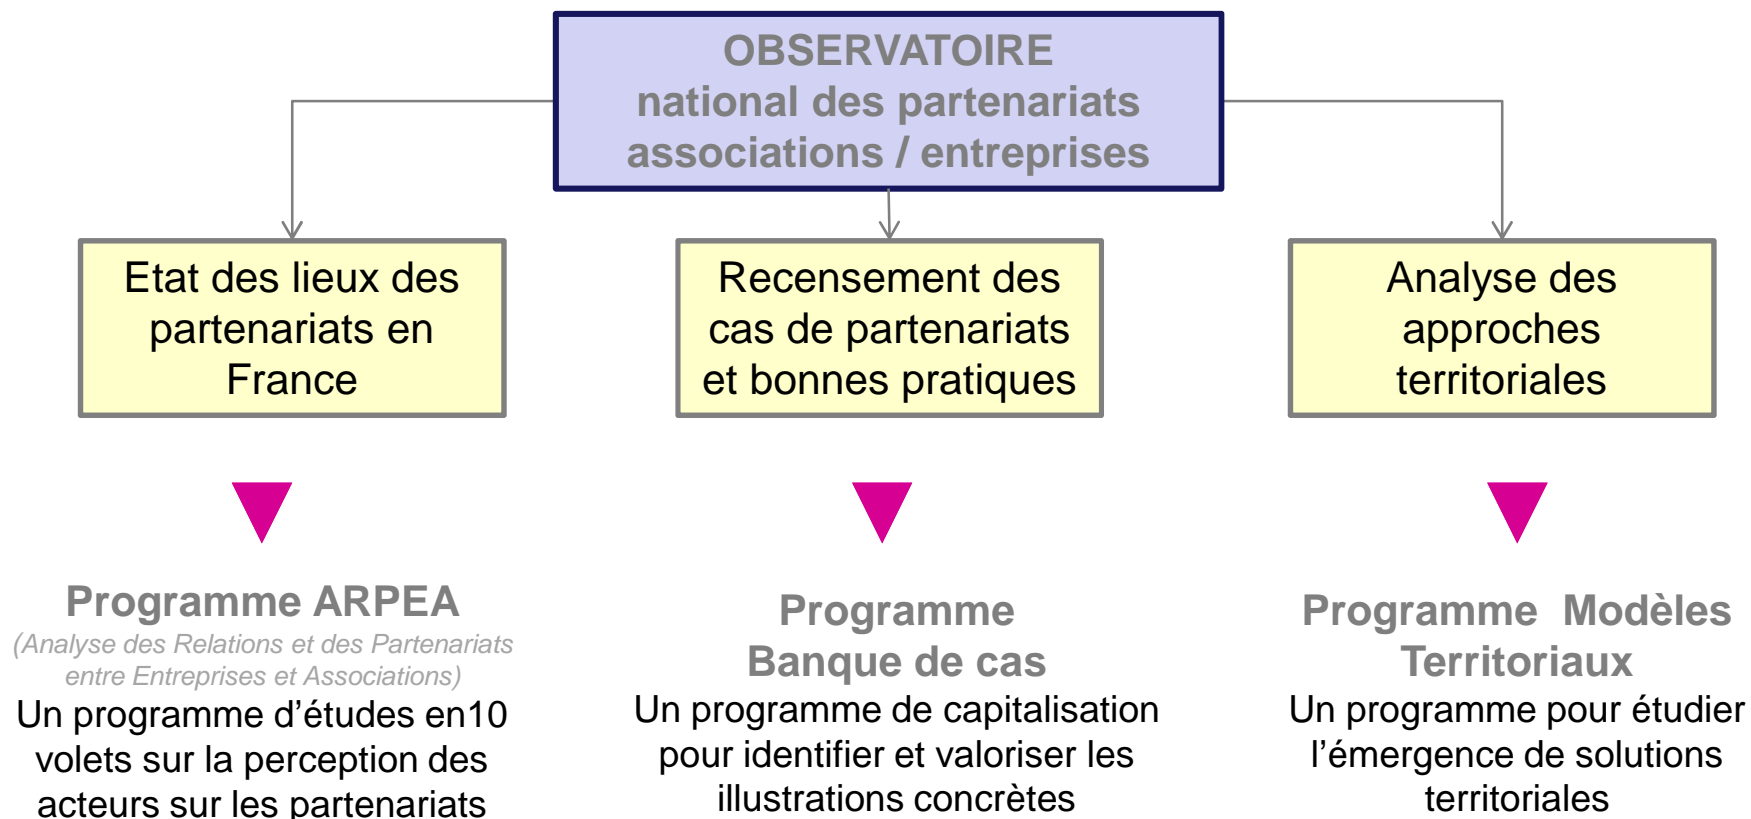 OBSERVATOIRE
national des partenariats
associations / entreprises
Etat des lieux des
partenariats en
France
Recensement des
cas de partenariats
et bonnes pratiques
Analyse des
approches
territoriales
Programme ARPEA
(Analyse des Relations et des Partenariats
entre Entreprises et Associations)
Un programme d’études en10
volets sur la perception des
acteurs sur les partenariats
Programme
Banque de cas
Un programme de capitalisation
pour identifier et valoriser les
illustrations concrètes
Programme  Modèles
Territoriaux
Un programme pour étudier
l’émergence de solutions
territoriales